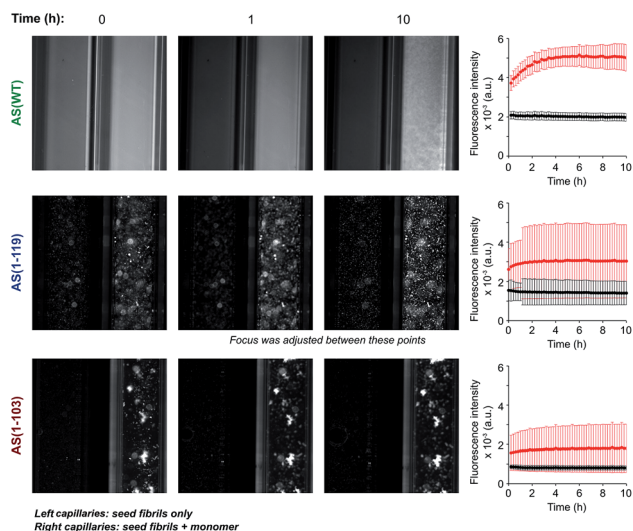 Time (h): 0 1 10
AS(WT)
Fluorescence intensity
x 10⁻³ (a.u.)
6
4
2
0
0 2 4 6 8 10
Time (h)
AS(1-119)
Fluorescence intensity
x 10⁻³ (a.u.)
6
4
2
0
0 2 4 6 8 10
Time (h)
Focus was adjusted between these points
AS(1-103)
Fluorescence intensity
x 10⁻³ (a.u.)
6
4
2
0
0 2 4 6 8 10
Time (h)
Left capillaries: seed fibrils only
Right capillaries: seed fibrils + monomer